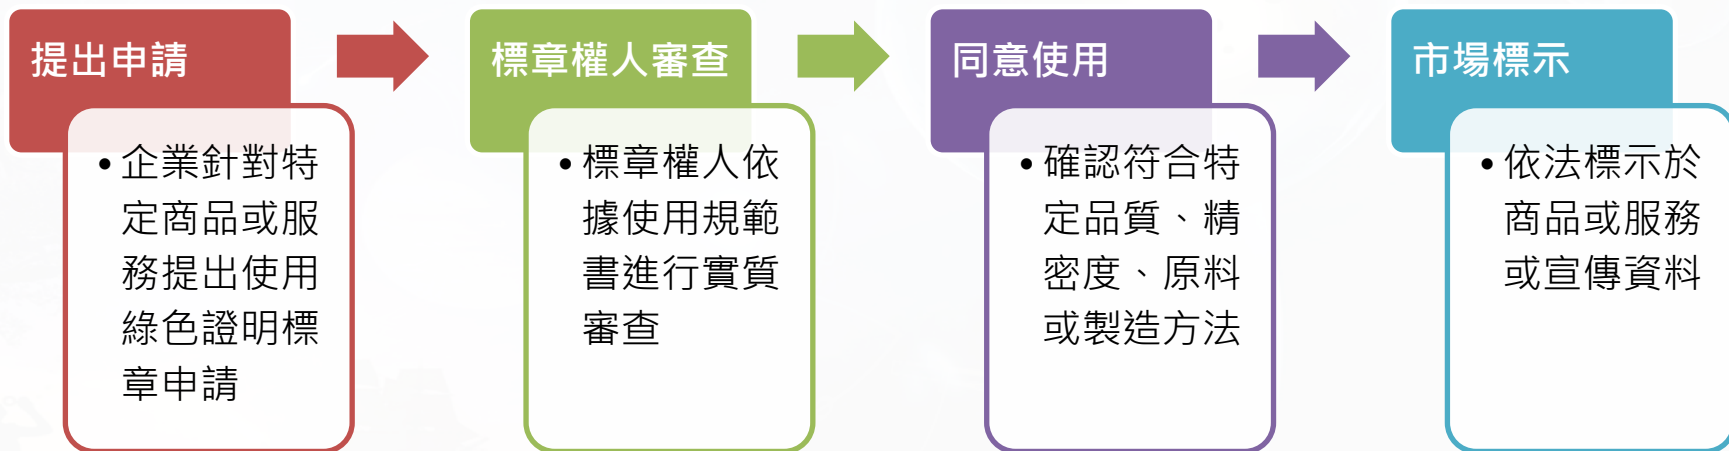 提出申請
• 企業針對特
定商品或服
務提出使用
綠色證明標
章申請
標章權人審查
• 標章權人依
據使用規範
書進行實質
審查
同意使用
• 確認符合特
定品質、精
密度、原料
或製造方法
市場標示
• 依法標示於
商品或服務
或宣傳資料